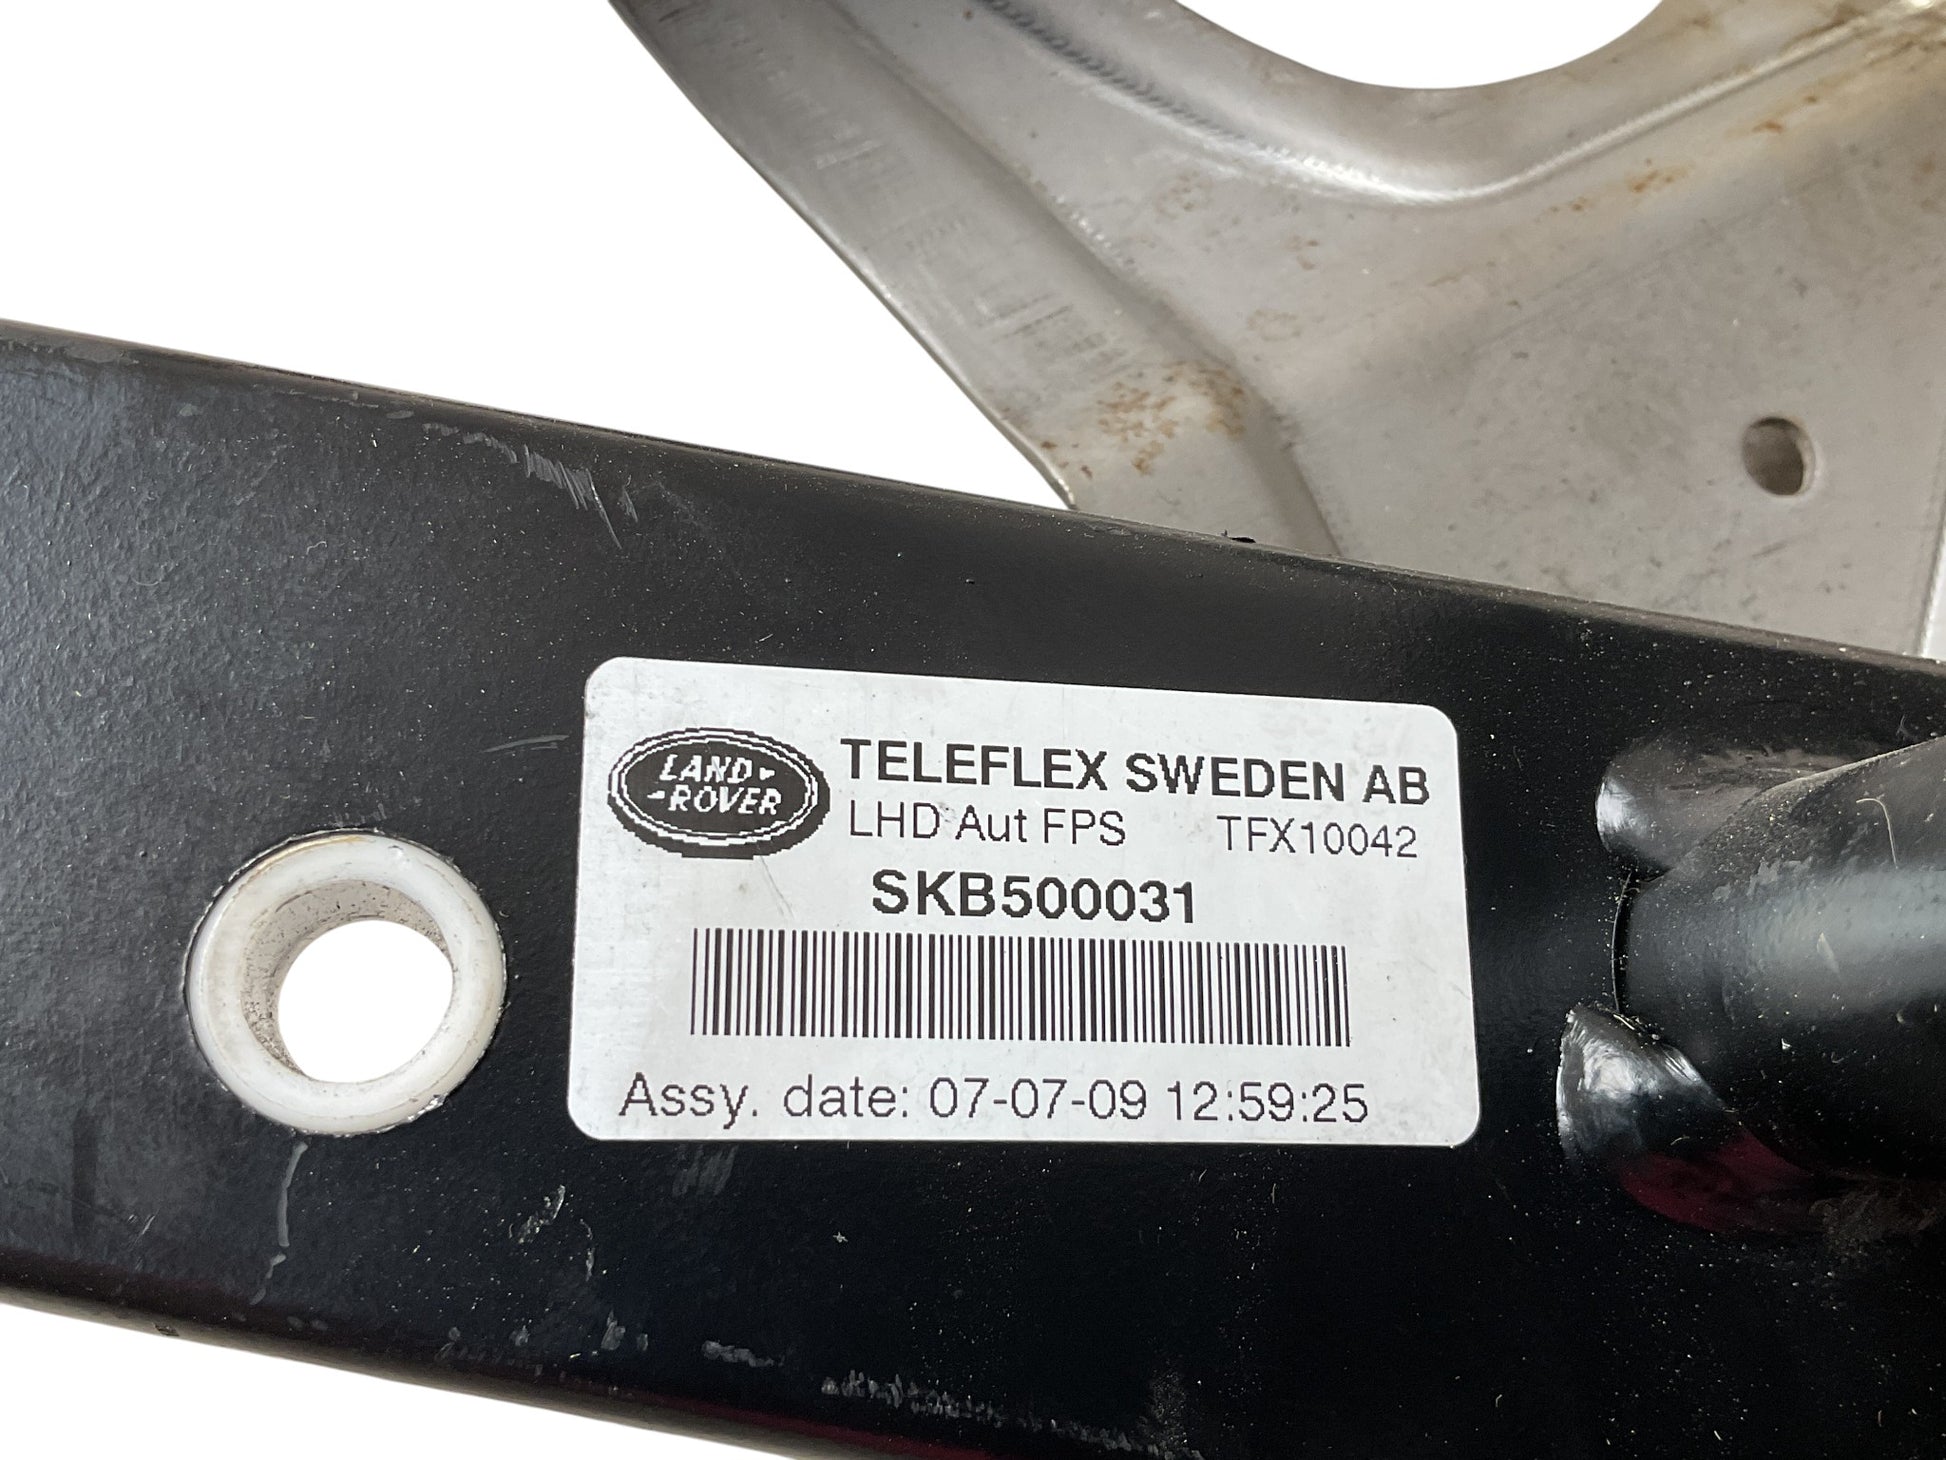 LAND
-ROVER
TELEFLEX SWEDEN AB
LHD Aut FPS TFX10042
SKB500031
Assy. date: 07-07-09 12:59:25